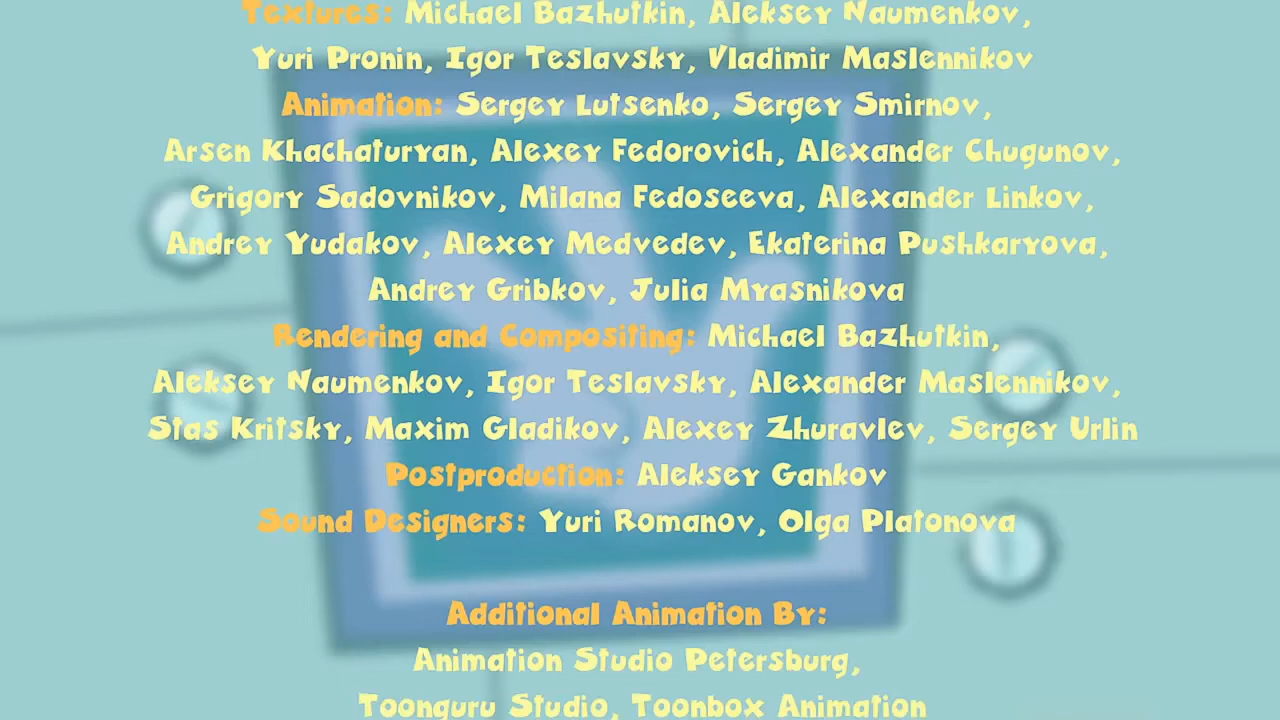 Textures: Michael Bazhutkin, Aleksey Naumenkov,
Yuri Pronin, Igor Teslavsky, Vladimir Maslennikov
Animation: Sergey Lutsenko, Sergey Smirnov,
Arsen Khachaturyan, Alexey Fedorovich, Alexander Chugunov,
Grigory Sadovnikov, Milana Fedoseeva, Alexander Linkov,
Andrey Yudakov, Alexey Medvedev, Ekaterina Pushkaryova,
Andrey Gribkov, Julia Myasnikova
Rendering and Compositing: Michael Bazhutkin,
Aleksey Naumenkov, Igor Teslavsky, Alexander Maslennikov,
Stas Kritsky, Maxim Gladikov, Alexey Zhuravlev, Sergey Urlin
Postproduction: Aleksey Gankov
Sound Designers: Yuri Romanov, Olga Platonova
Additional Animation By:
Animation Studio Petersburg,
Toonguru Studio, Toonbox Animation